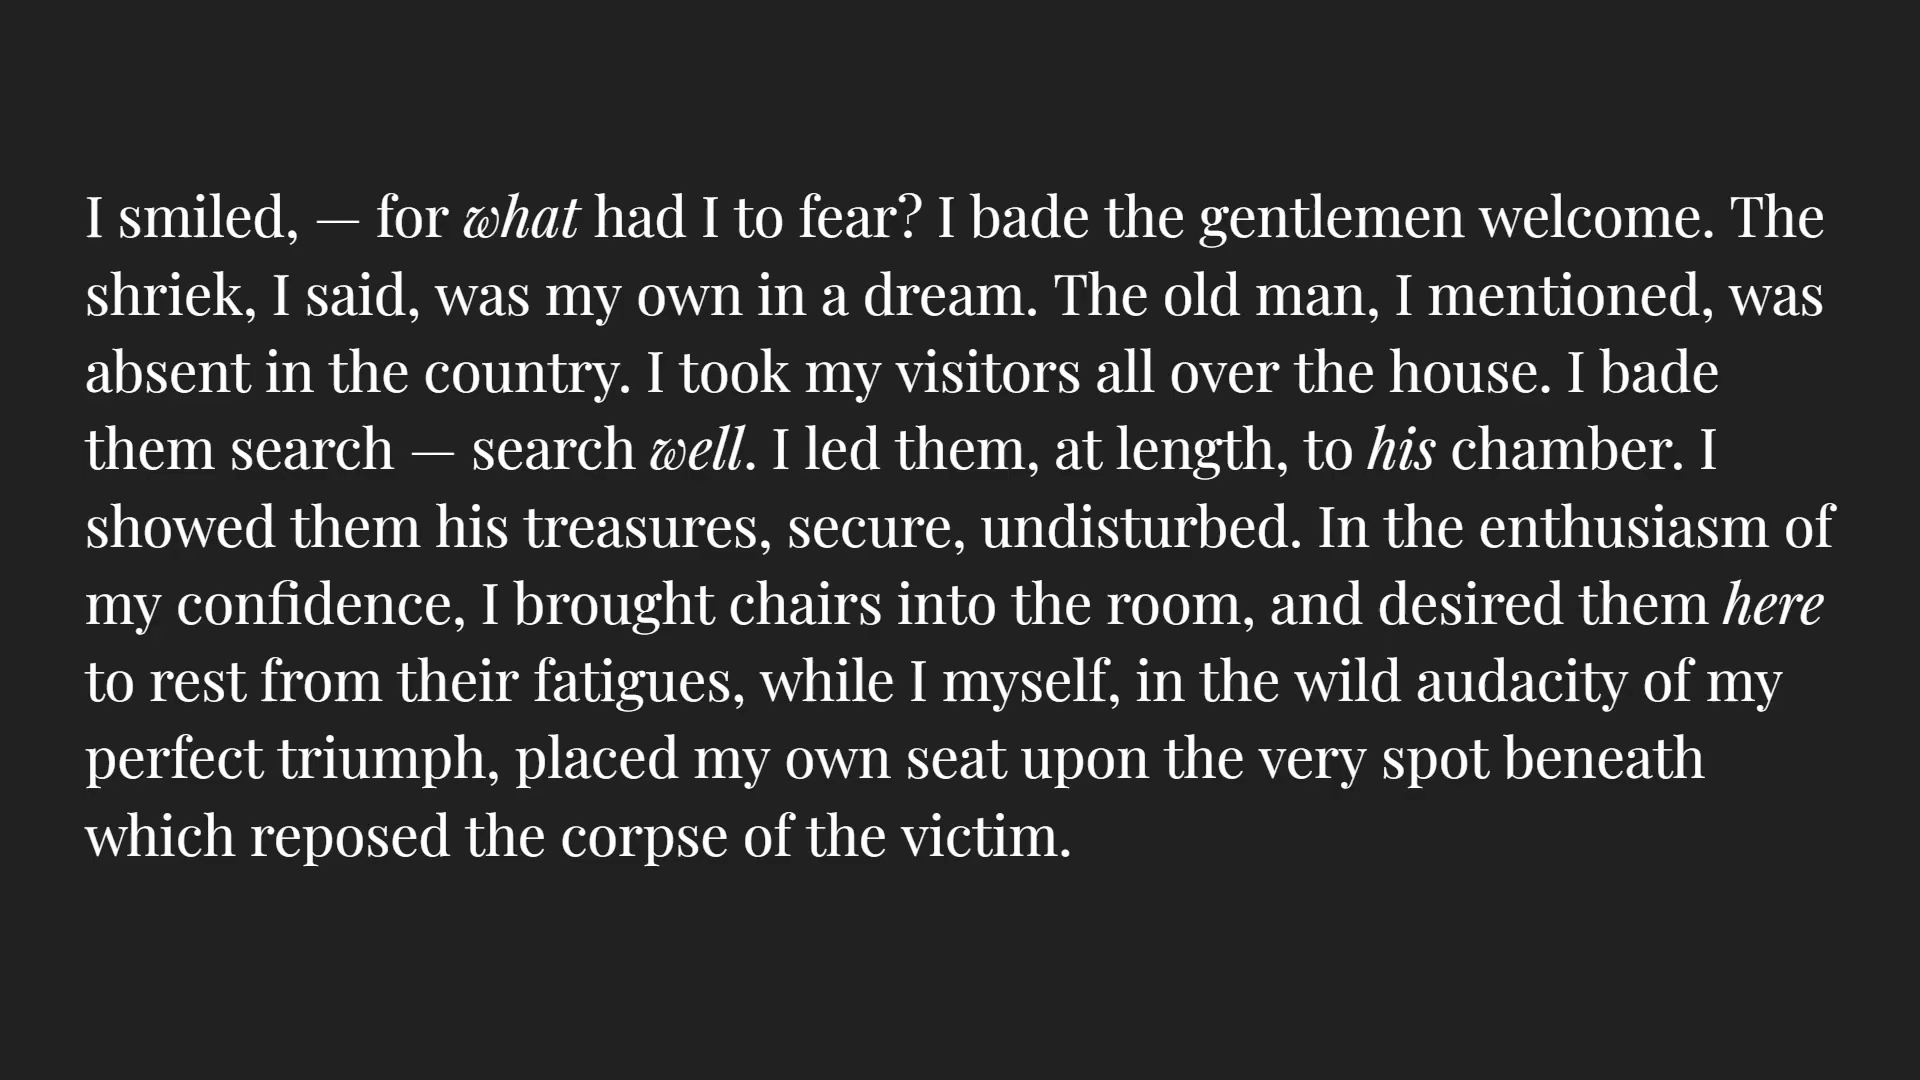 I smiled, — for what had I to fear? I bade the gentlemen welcome. The
shriek, I said, was my own in a dream. The old man, I mentioned, was
absent in the country. I took my visitors all over the house. I bade
them search — search well. I led them, at length, to his chamber. I
showed them his treasures, secure, undisturbed. In the enthusiasm of
my confidence, I brought chairs into the room, and desired them here
to rest from their fatigues, while I myself, in the wild audacity of my
perfect triumph, placed my own seat upon the very spot beneath
which reposed the corpse of the victim.